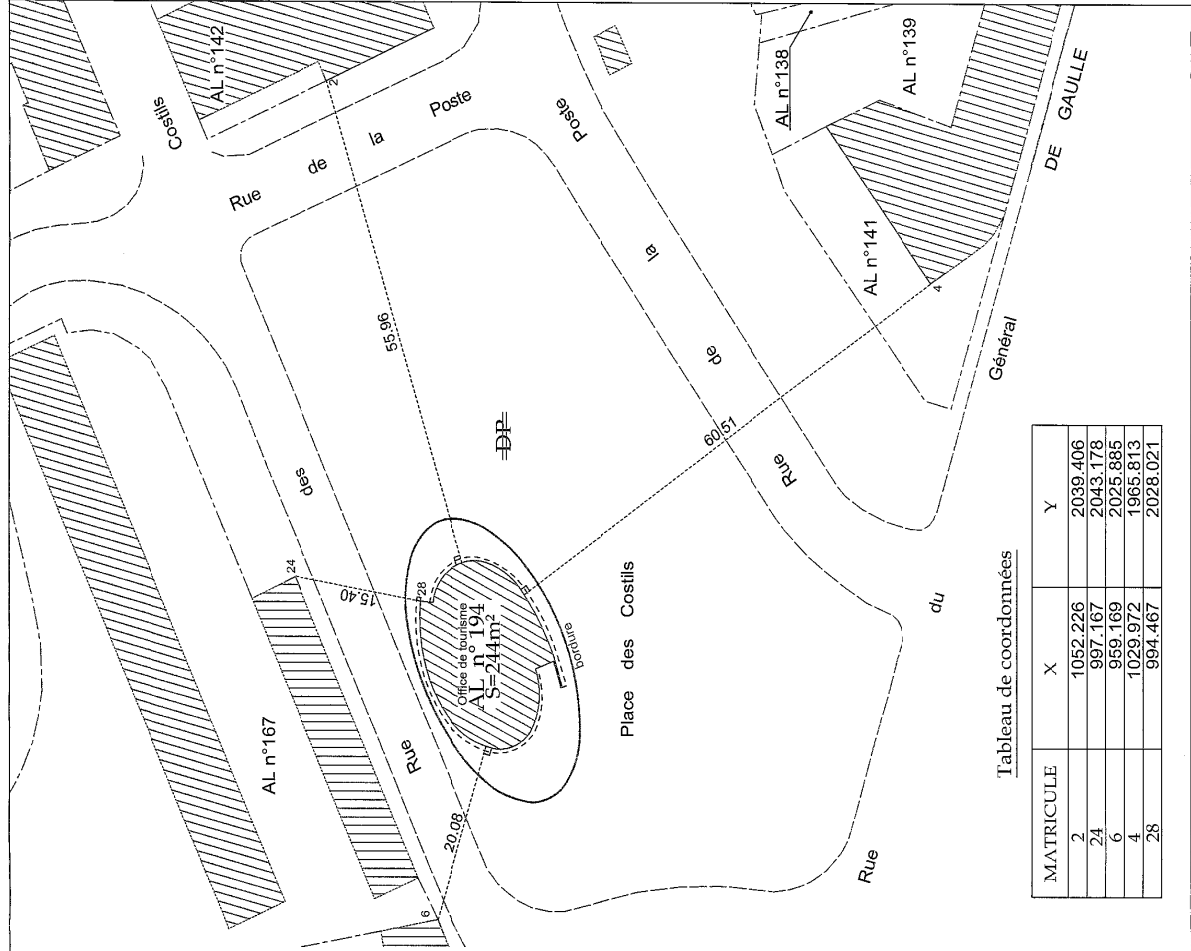 AL n°142
2
Costils
Rue de la Poste
AL n°138
AL n°139
DE GAULLE
Poste
la
de
Rue
AL n°141
4
Général
du
Rue
55.96
60.51
DP
24
des
15.40
28
Office de tourisme
AL n° 194
S=244m²
bordure
Place des Costils
AL n°167
Rue
20.08
6
Tableau de coordonnées
MATRICULE X Y
2 1052.226 2039.406
24 997.167 2043.178
6 959.169 2025.885
4 1029.972 1965.813
28 994.467 2028.021